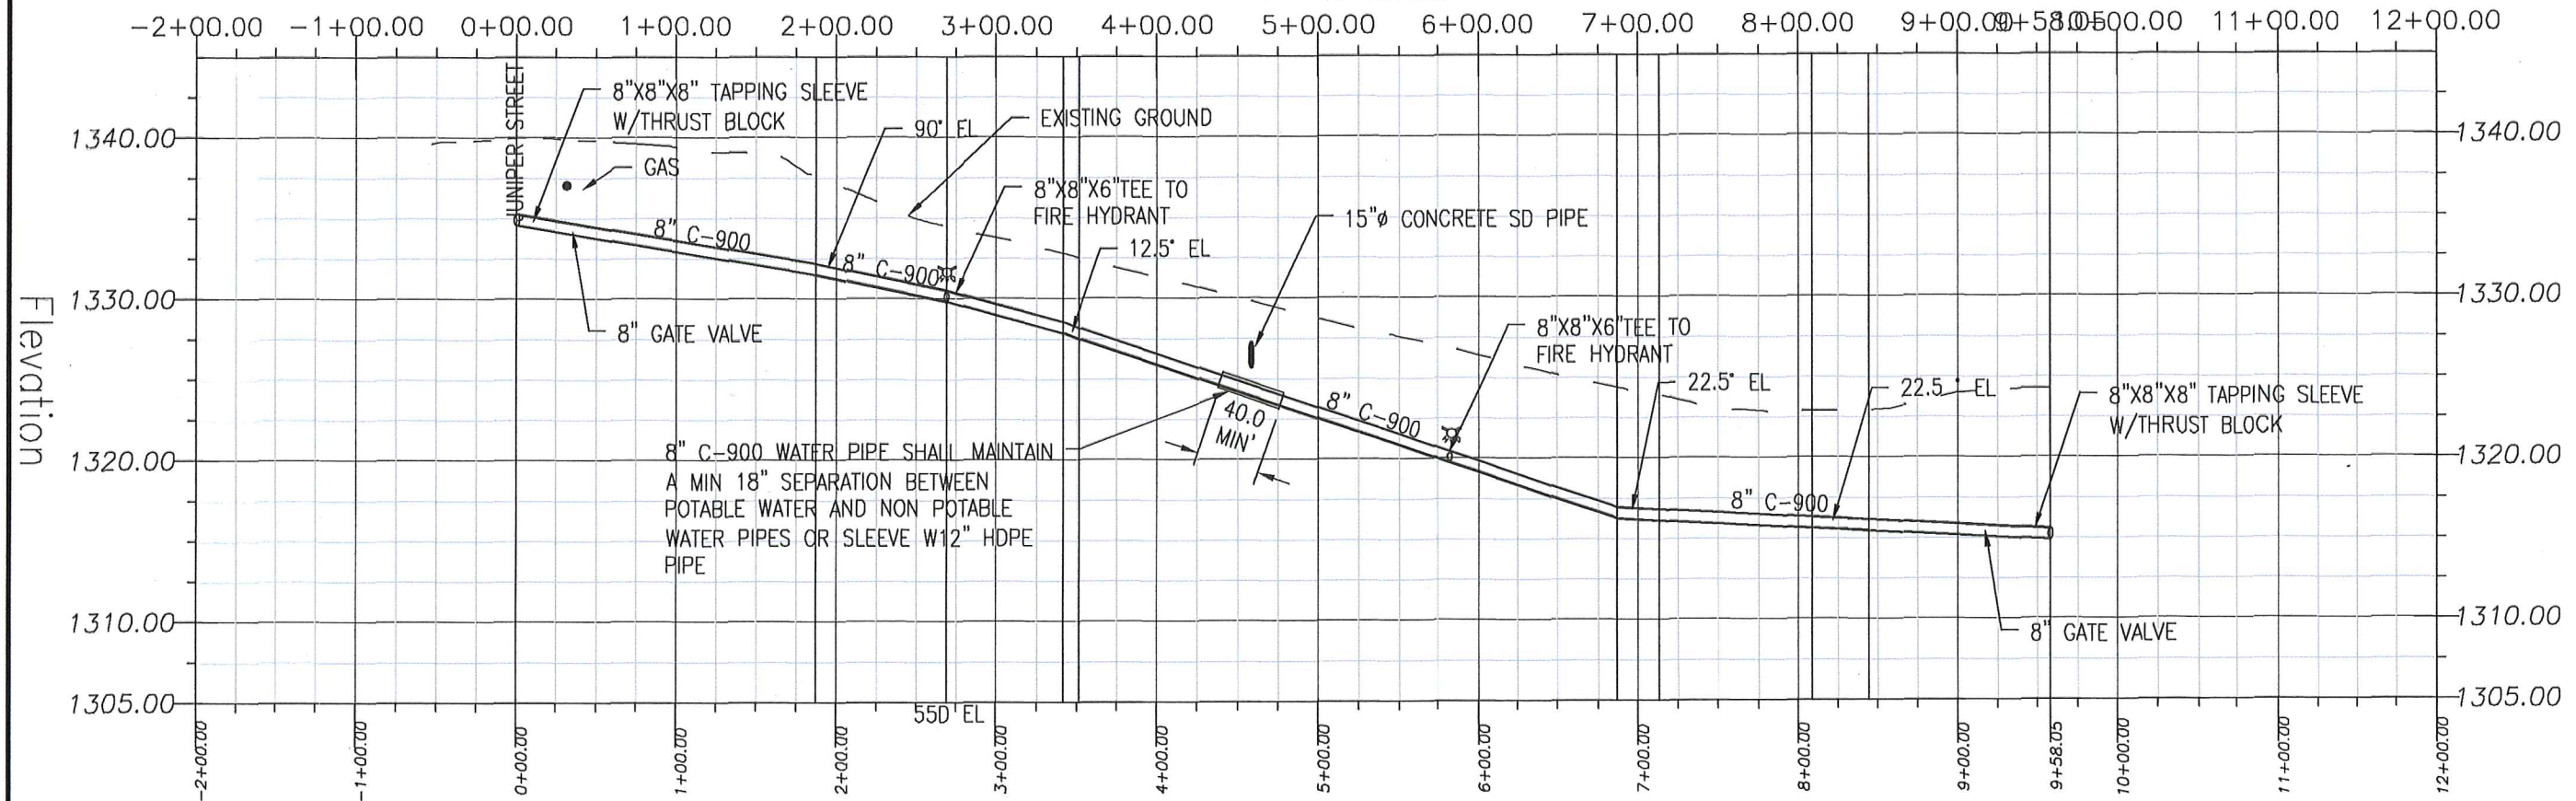 -2+00.00 -1+00.00 0+00.00 1+00.00 2+00.00 3+00.00 4+00.00 5+00.00 6+00.00 7+00.00 8+00.00 9+00.00 9+58.05 10+00.00 11+00.00 12+00.00
JUNIPER STREET
8"X8"X8" TAPPING SLEEVE
W/THRUST BLOCK
GAS
90° EL
EXISTING GROUND
1340.00
1340.00
8"X8"X6"TEE TO
FIRE HYDRANT
15"ø CONCRETE SD PIPE
12.5° EL
8" C-900
8" C-900
1330.00
1330.00
8" GATE VALVE
8"X8"X6"TEE TO
FIRE HYDRANT
22.5° EL
22.5 ° EL
8"X8"X8" TAPPING SLEEVE
W/THRUST BLOCK
Elevation
40.0
MIN'
8" C-900
8" C-900 WATER PIPE SHALL MAINTAIN
A MIN 18" SEPARATION BETWEEN
POTABLE WATER AND NON POTABLE
WATER PIPES OR SLEEVE W12" HDPE
PIPE
1320.00
1320.00
8" C-900
1310.00
1310.00
8" GATE VALVE
1305.00
1305.00
55D EL
-2+00.00
-1+00.00
0+00.00
1+00.00
2+00.00
3+00.00
4+00.00
5+00.00
6+00.00
7+00.00
8+00.00
9+00.00
9+58.05
10+00.00
11+00.00
12+00.00